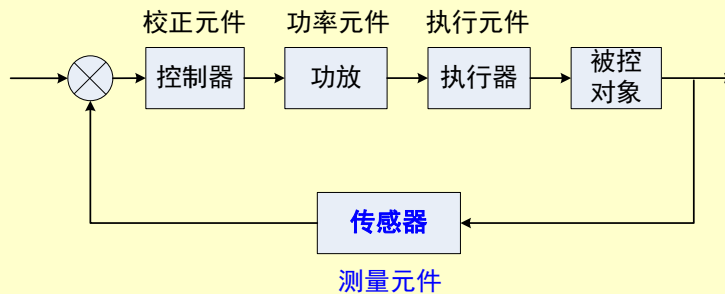 校正元件 功率元件 执行元件
控制器 功放 执行器 被控
对象
传感器
测量元件